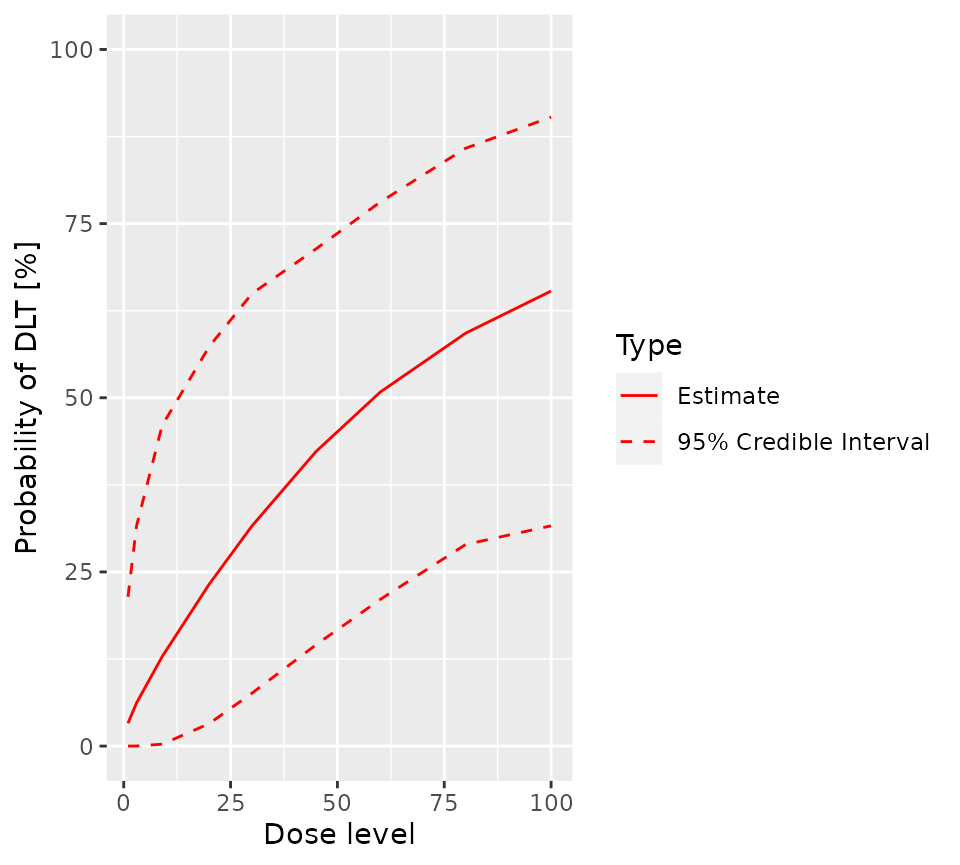 100
75
50
25
0
Probability of DLT [%]
0 25 50 75 100
Dose level
Type
Estimate
95% Credible Interval